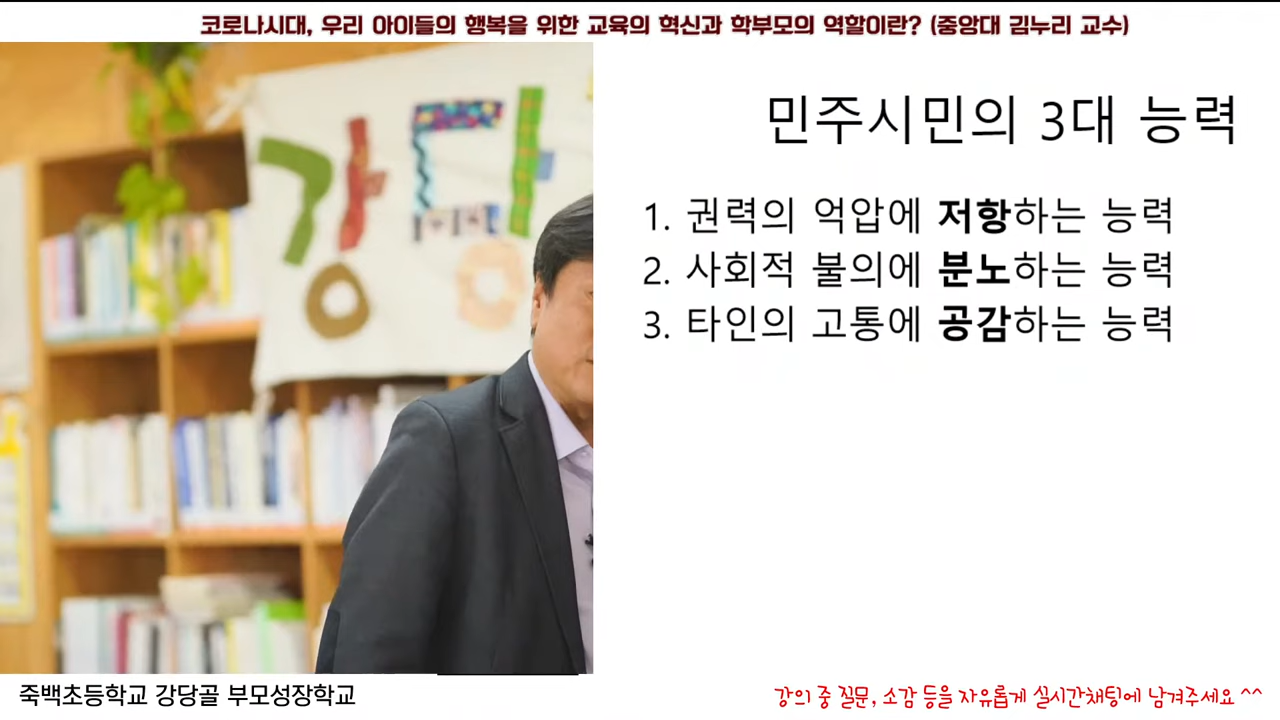 코로나시대, 우리 아이들의 행복을 위한 교육의 혁신과 학부모의 역할이란? (중앙대 김누리 교수)
강당
민주시민의 3대 능력
1. 권력의 억압에 저항하는 능력
2. 사회적 불의에 분노하는 능력
3. 타인의 고통에 공감하는 능력
죽백초등학교 강당골 부모성장학교
강의 중 질문, 소감 등을 자유롭게 실시간채팅에 남겨주세요 ^^